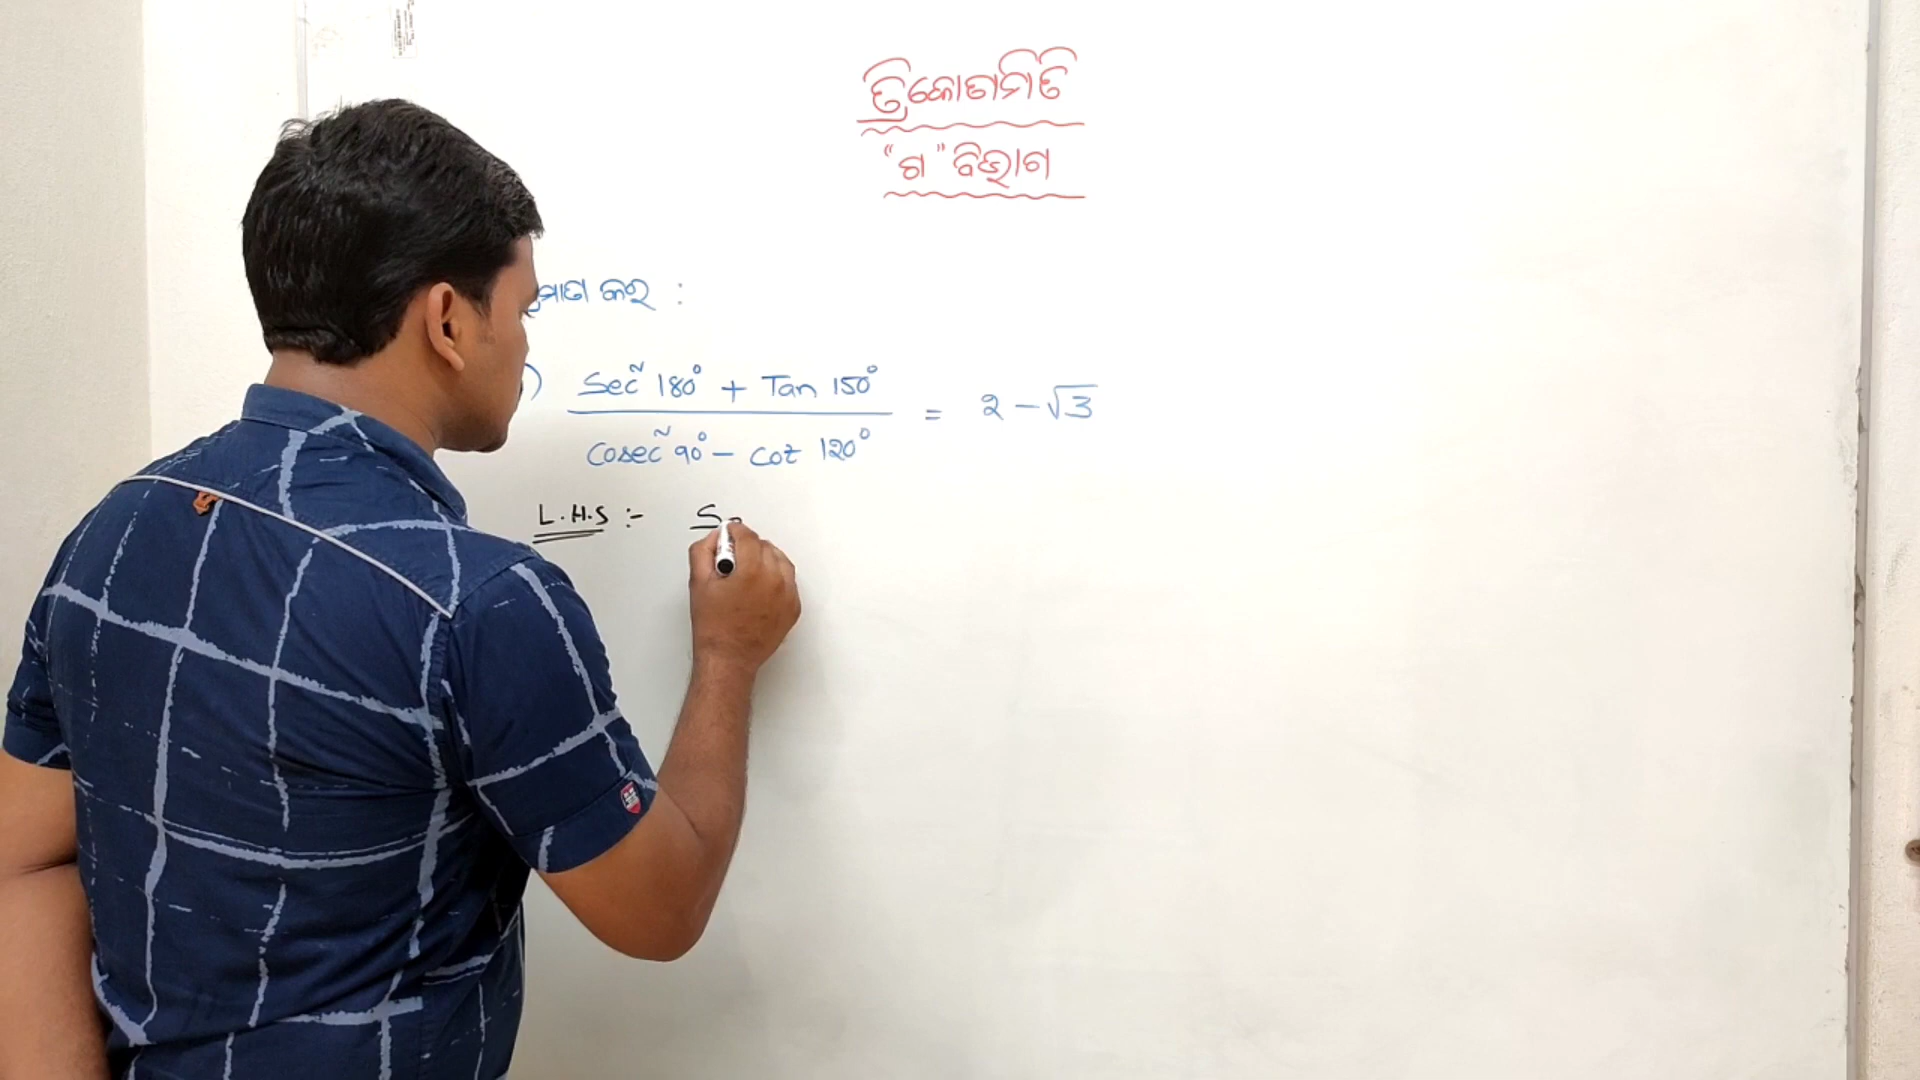 ତ୍ରିକୋଣମିତି
"ଗ" ବିଭାଗ
କର :
Sec² 180° + Tan 150°
= 2 - √3
Cosec² 90° - Cot 120°
L.H.S :- S